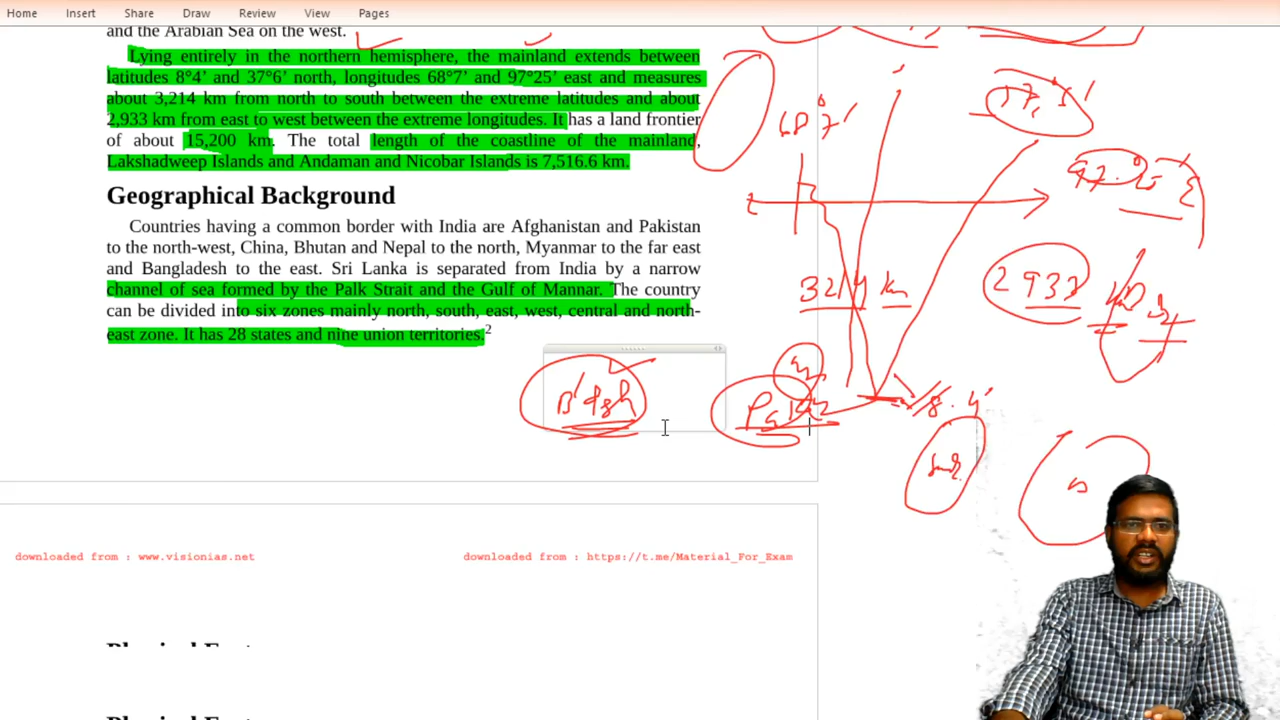 Home Insert Share Draw Review View Pages
and the Arabian Sea on the west.
Lying entirely in the northern hemisphere, the mainland extends between
latitudes 8°4’ and 37°6’ north, longitudes 68°7’ and 97°25’ east and measures
about 3,214 km from north to south between the extreme latitudes and about
2,933 km from east to west between the extreme longitudes. It has a land frontier
of about 15,200 km. The total length of the coastline of the mainland,
Lakshadweep Islands and Andaman and Nicobar Islands is 7,516.6 km.
Geographical Background
Countries having a common border with India are Afghanistan and Pakistan
to the north-west, China, Bhutan and Nepal to the north, Myanmar to the far east
and Bangladesh to the east. Sri Lanka is separated from India by a narrow
channel of sea formed by the Palk Strait and the Gulf of Mannar. The country
can be divided into six zones mainly north, south, east, west, central and north-
east zone. It has 28 states and nine union territories.2
68°7'
97°25' E
3214 km
2933
B'dsh
Pak
8.4'
downloaded from : www.visionias.net
downloaded from : https://t.me/Material_For_Exam